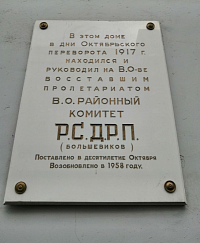 В этом доме
в дни Октябрьского
переворота 1917 г.
находился и
руководил на В.О-ве
восставшим
пролетариатом
В.О. районный
комитет
Р.С.Д.Р.П.
(большевиков)
Поставлено в десятилетие Октября
Возобновлено в 1958 году.